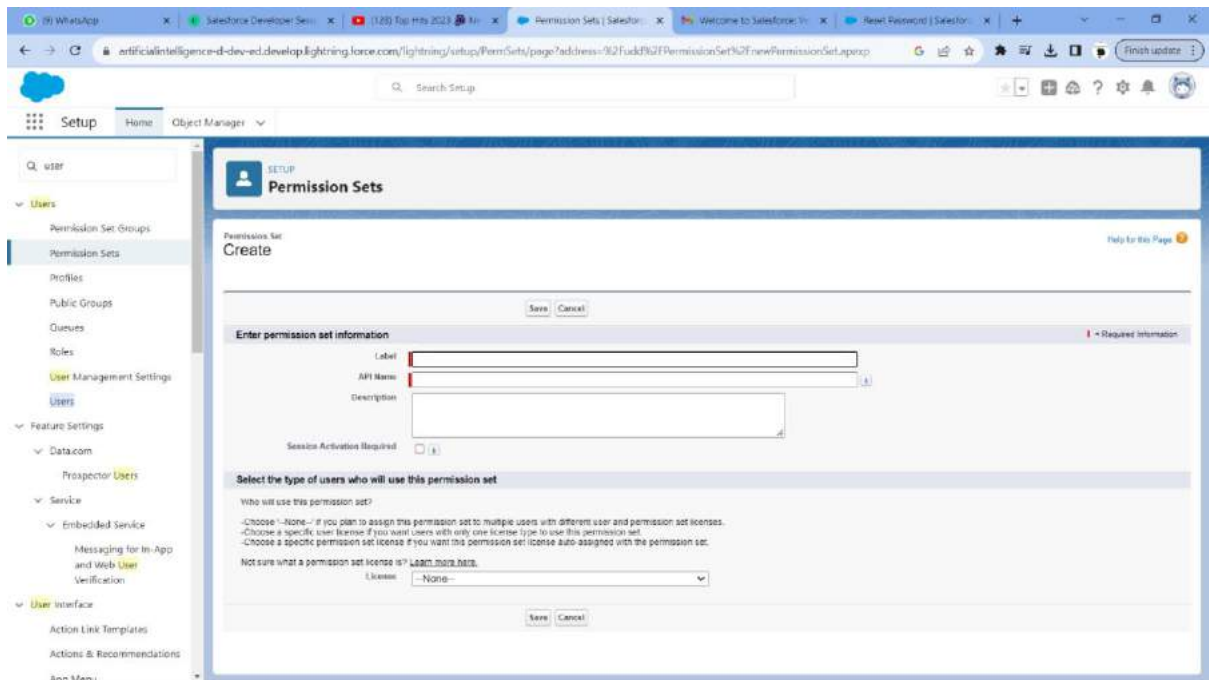 (9) WhatsApp
Salesforce Developer
(128) Top Hits 2023
Permission Sets | Salesfor
Welcome to Salesforce:
Reset Password | Salesfor
artificialintelligence-d-dev-ed.develop.lightning.force.com/lightning/setup/PermSets/page?address=%2Fudd%2FPermissionSet%2FnewPermissionSet.apexp
Finish update
Search Setup
Setup
Home
Object Manager
user
Users
Permission Set Groups
Permission Sets
Profiles
Public Groups
Queues
Roles
User Management Settings
Users
Feature Settings
Data.com
Prospector Users
Service
Embedded Service
Messaging for In-App
and Web User
Verification
User Interface
Action Link Templates
Actions & Recommendations
App Menu
SETUP
Permission Sets
Permission Set
Create
Help for this Page
Save Cancel
Enter permission set information
= Required Information
Label
API Name
i
Description
Session Activation Required
i
Select the type of users who will use this permission set
Who will use this permission set?
-Choose '--None--' if you plan to assign this permission set to multiple users with different user and permission set licenses.
-Choose a specific user license if you want users with only one license type to use this permission set.
-Choose a specific permission set license if you want this permission set license auto-assigned with the permission set.
Not sure what a permission set license is? Learn more here.
License
--None--
Save Cancel